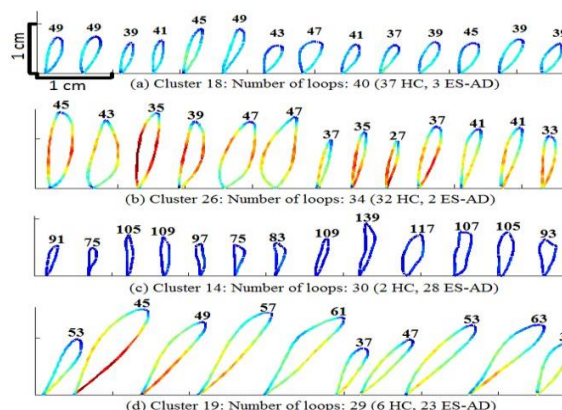 49 49 39 41 45 49 43 47 41 37 39 45 39 39
1 cm
1 cm
(a) Cluster 18: Number of loops: 40 (37 HC, 3 ES-AD)
45 43 35 39 47 47 37 35 27 37 41 41 33
(b) Cluster 26: Number of loops: 34 (32 HC, 2 ES-AD)
91 75 105 109 97 75 83 109 139 117 107 105 93
(c) Cluster 14: Number of loops: 30 (2 HC, 28 ES-AD)
53 45 49 57 61 37 47 53 63
(d) Cluster 19: Number of loops: 29 (6 HC, 23 ES-AD)